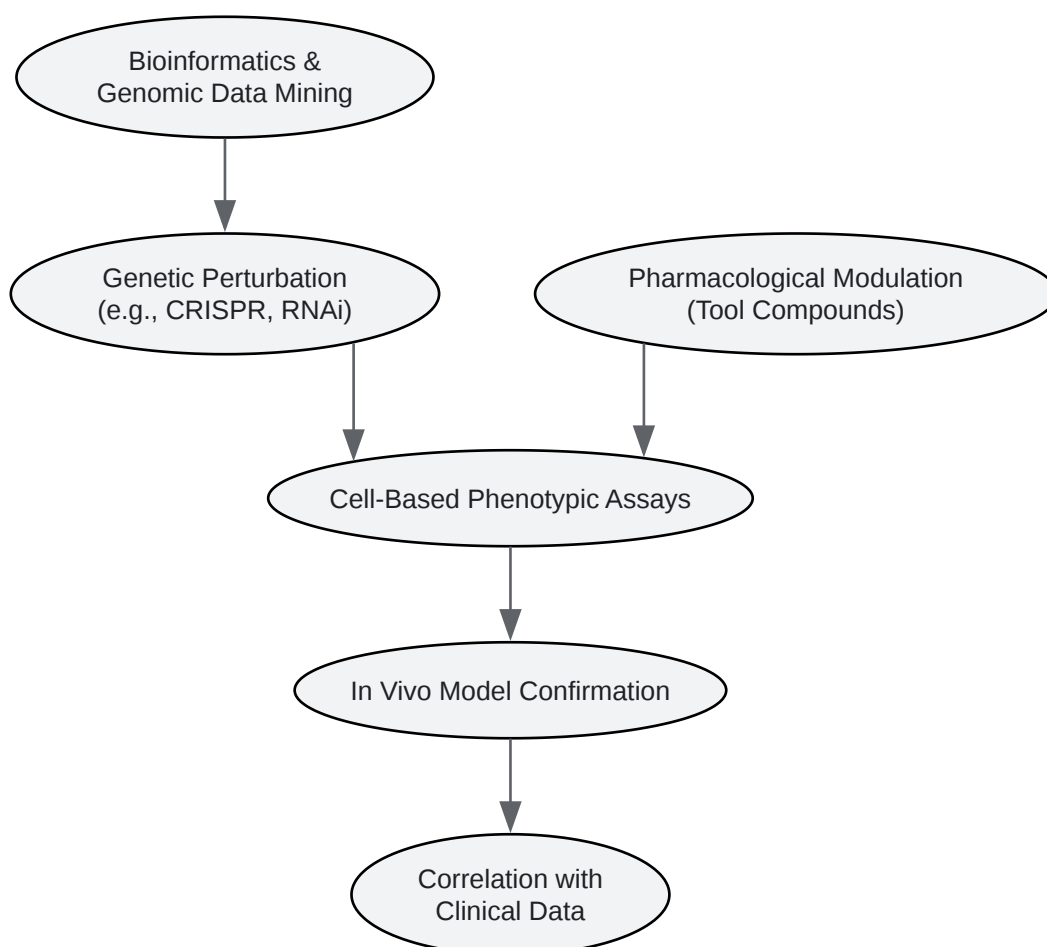 Bioinformatics &
Genomic Data Mining
Genetic Perturbation
(e.g., CRISPR, RNAi)
Pharmacological Modulation
(Tool Compounds)
Cell-Based Phenotypic Assays
In Vivo Model Confirmation
Correlation with
Clinical Data